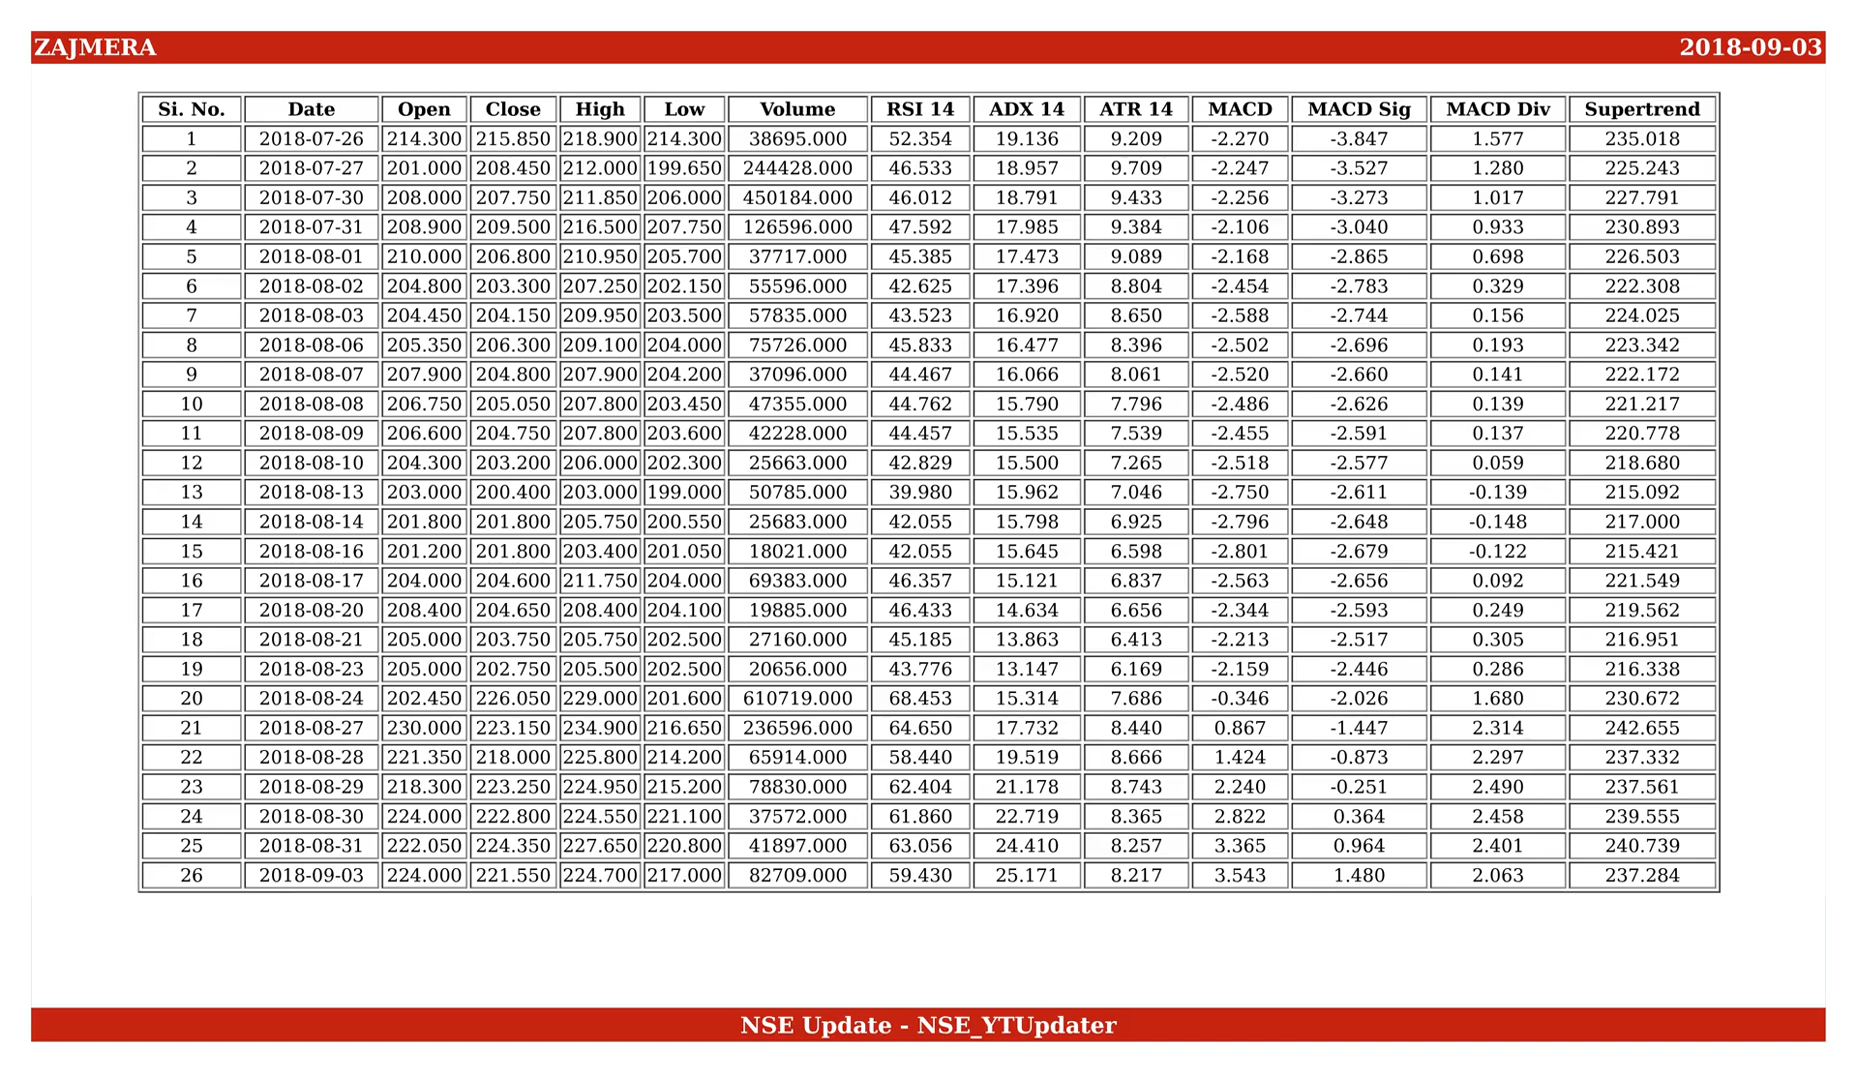 ZAJMERA 2018-09-03
Si. No. Date Open Close High Low Volume RSI 14 ADX 14 ATR 14 MACD MACD Sig MACD Div Supertrend
1 2018-07-26 214.300 215.850 218.900 214.300 38695.000 52.354 19.136 9.209 -2.270 -3.847 1.577 235.018
2 2018-07-27 201.000 208.450 212.000 199.650 244428.000 46.533 18.957 9.709 -2.247 -3.527 1.280 225.243
3 2018-07-30 208.000 207.750 211.850 206.000 450184.000 46.012 18.791 9.433 -2.256 -3.273 1.017 227.791
4 2018-07-31 208.900 209.500 216.500 207.750 126596.000 47.592 17.985 9.384 -2.106 -3.040 0.933 230.893
5 2018-08-01 210.000 206.800 210.950 205.700 37717.000 45.385 17.473 9.089 -2.168 -2.865 0.698 226.503
6 2018-08-02 204.800 203.300 207.250 202.150 55596.000 42.625 17.396 8.804 -2.454 -2.783 0.329 222.308
7 2018-08-03 204.450 204.150 209.950 203.500 57835.000 43.523 16.920 8.650 -2.588 -2.744 0.156 224.025
8 2018-08-06 205.350 206.300 209.100 204.000 75726.000 45.833 16.477 8.396 -2.502 -2.696 0.193 223.342
9 2018-08-07 207.900 204.800 207.900 204.200 37096.000 44.467 16.066 8.061 -2.520 -2.660 0.141 222.172
10 2018-08-08 206.750 205.050 207.800 203.450 47355.000 44.762 15.790 7.796 -2.486 -2.626 0.139 221.217
11 2018-08-09 206.600 204.750 207.800 203.600 42228.000 44.457 15.535 7.539 -2.455 -2.591 0.137 220.778
12 2018-08-10 204.300 203.200 206.000 202.300 25663.000 42.829 15.500 7.265 -2.518 -2.577 0.059 218.680
13 2018-08-13 203.000 200.400 203.000 199.000 50785.000 39.980 15.962 7.046 -2.750 -2.611 -0.139 215.092
14 2018-08-14 201.800 201.800 205.750 200.550 25683.000 42.055 15.798 6.925 -2.796 -2.648 -0.148 217.000
15 2018-08-16 201.200 201.800 203.400 201.050 18021.000 42.055 15.645 6.598 -2.801 -2.679 -0.122 215.421
16 2018-08-17 204.000 204.600 211.750 204.000 69383.000 46.357 15.121 6.837 -2.563 -2.656 0.092 221.549
17 2018-08-20 208.400 204.650 208.400 204.100 19885.000 46.433 14.634 6.656 -2.344 -2.593 0.249 219.562
18 2018-08-21 205.000 203.750 205.750 202.500 27160.000 45.185 13.863 6.413 -2.213 -2.517 0.305 216.951
19 2018-08-23 205.000 202.750 205.500 202.500 20656.000 43.776 13.147 6.169 -2.159 -2.446 0.286 216.338
20 2018-08-24 202.450 226.050 229.000 201.600 610719.000 68.453 15.314 7.686 -0.346 -2.026 1.680 230.672
21 2018-08-27 230.000 223.150 234.900 216.650 236596.000 64.650 17.732 8.440 0.867 -1.447 2.314 242.655
22 2018-08-28 221.350 218.000 225.800 214.200 65914.000 58.440 19.519 8.666 1.424 -0.873 2.297 237.332
23 2018-08-29 218.300 223.250 224.950 215.200 78830.000 62.404 21.178 8.743 2.240 -0.251 2.490 237.561
24 2018-08-30 224.000 222.800 224.550 221.100 37572.000 61.860 22.719 8.365 2.822 0.364 2.458 239.555
25 2018-08-31 222.050 224.350 227.650 220.800 41897.000 63.056 24.410 8.257 3.365 0.964 2.401 240.739
26 2018-09-03 224.000 221.550 224.700 217.000 82709.000 59.430 25.171 8.217 3.543 1.480 2.063 237.284
NSE Update - NSE_YTUpdater